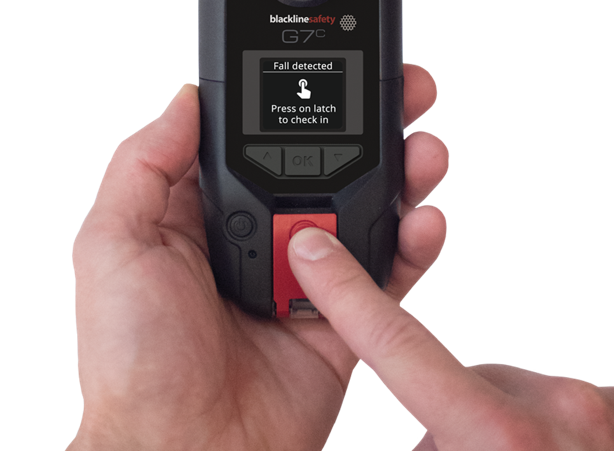 blacklinesafety
G7c
Fall detected
Press on latch
to check in
OK